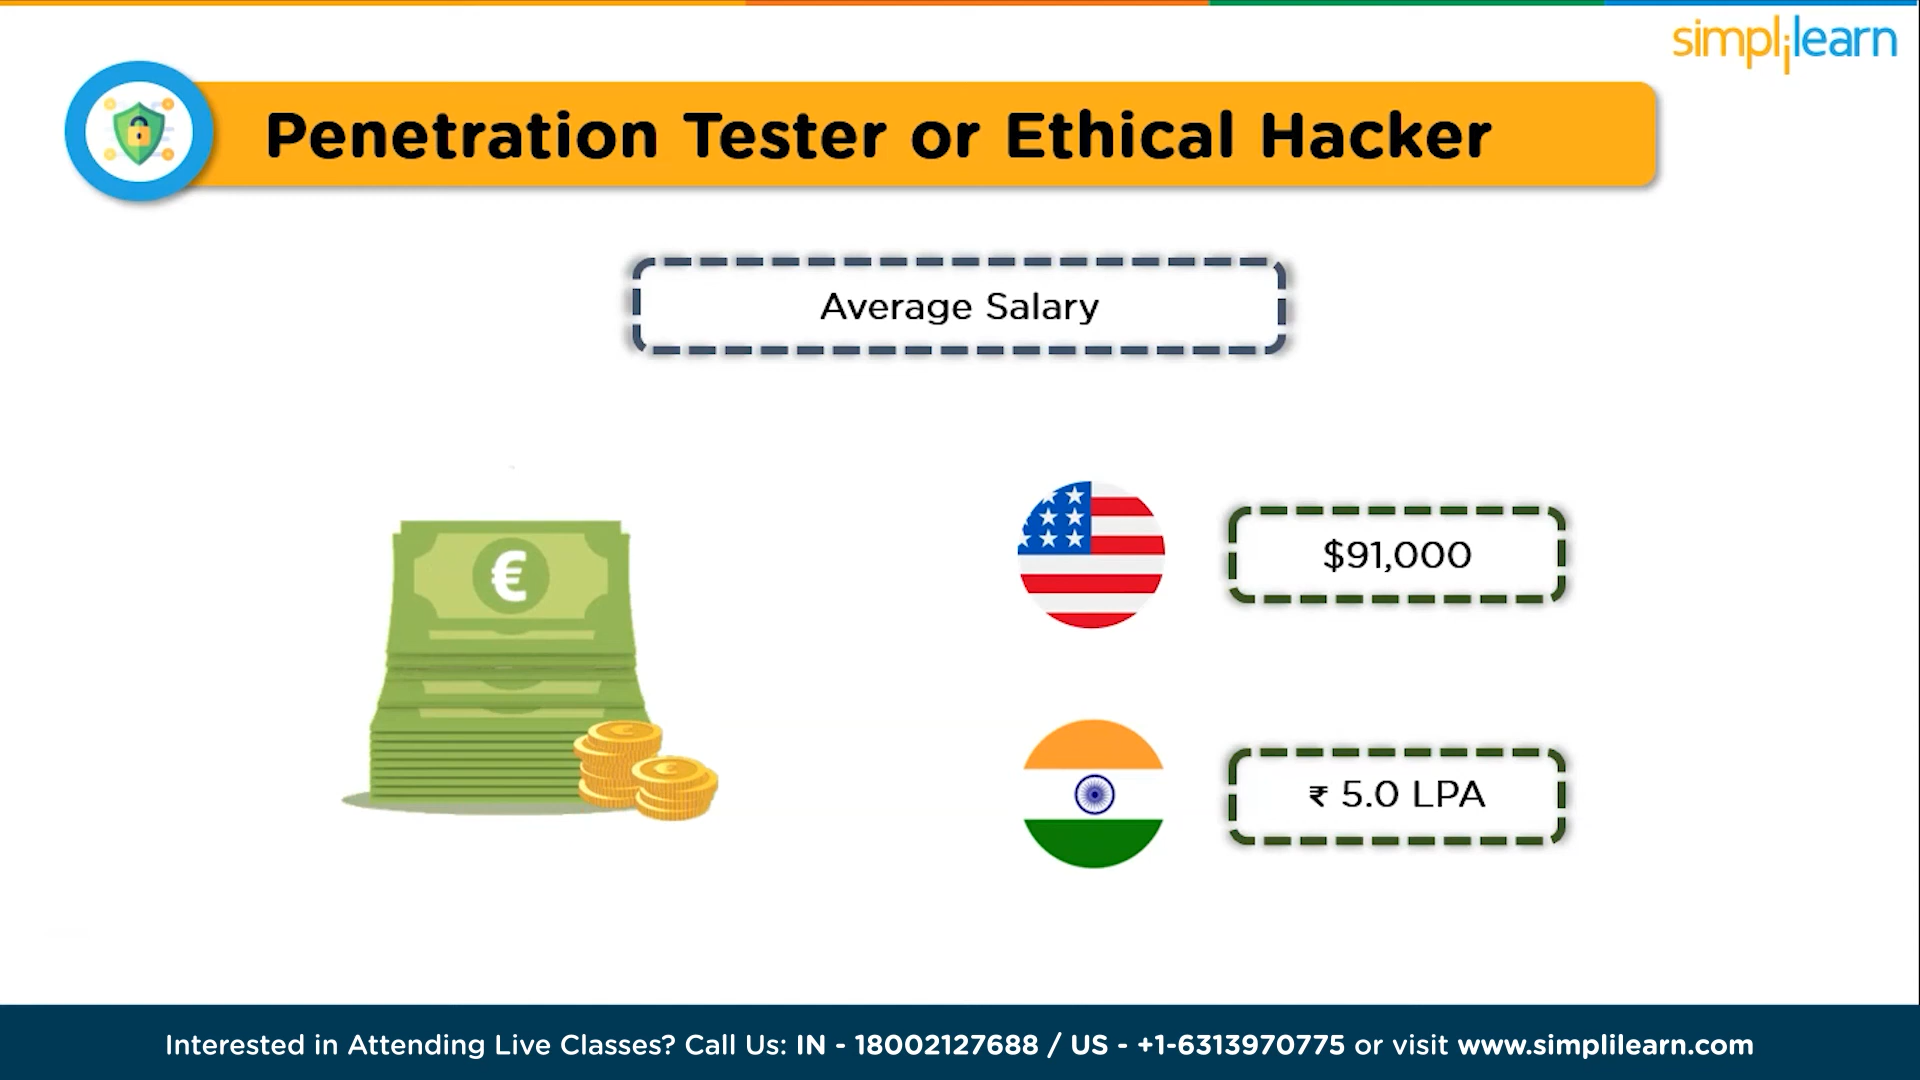 simplilearn
Penetration Tester or Ethical Hacker
Average Salary
€
$91,000
₹ 5.0 LPA
Interested in Attending Live Classes? Call Us: IN - 18002127688 / US - +1-6313970775 or visit www.simplilearn.com